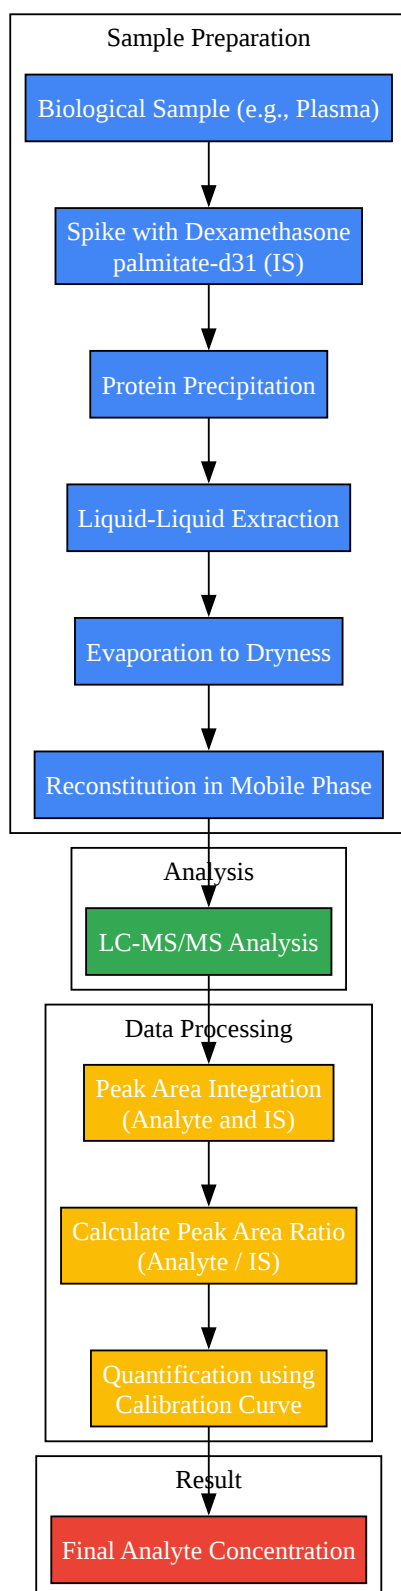 Sample Preparation
Biological Sample (e.g., Plasma)
Spike with Dexamethasone
palmitate-d31 (IS)
Protein Precipitation
Liquid-Liquid Extraction
Evaporation to Dryness
Reconstitution in Mobile Phase
Analysis
LC-MS/MS Analysis
Data Processing
Peak Area Integration
(Analyte and IS)
Calculate Peak Area Ratio
(Analyte / IS)
Quantification using
Calibration Curve
Result
Final Analyte Concentration